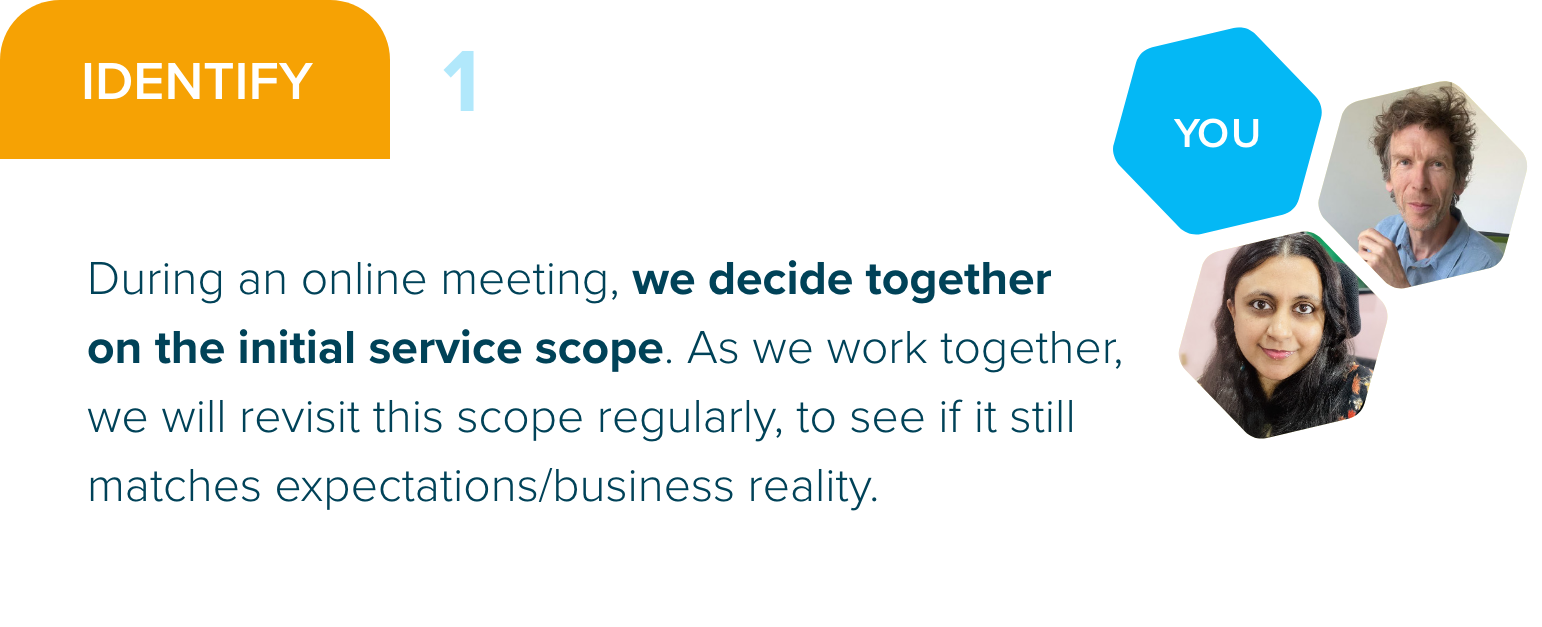 IDENTIFY
1
YOU
During an online meeting, we decide together
on the initial service scope. As we work together,
we will revisit this scope regularly, to see if it still
matches expectations/business reality.